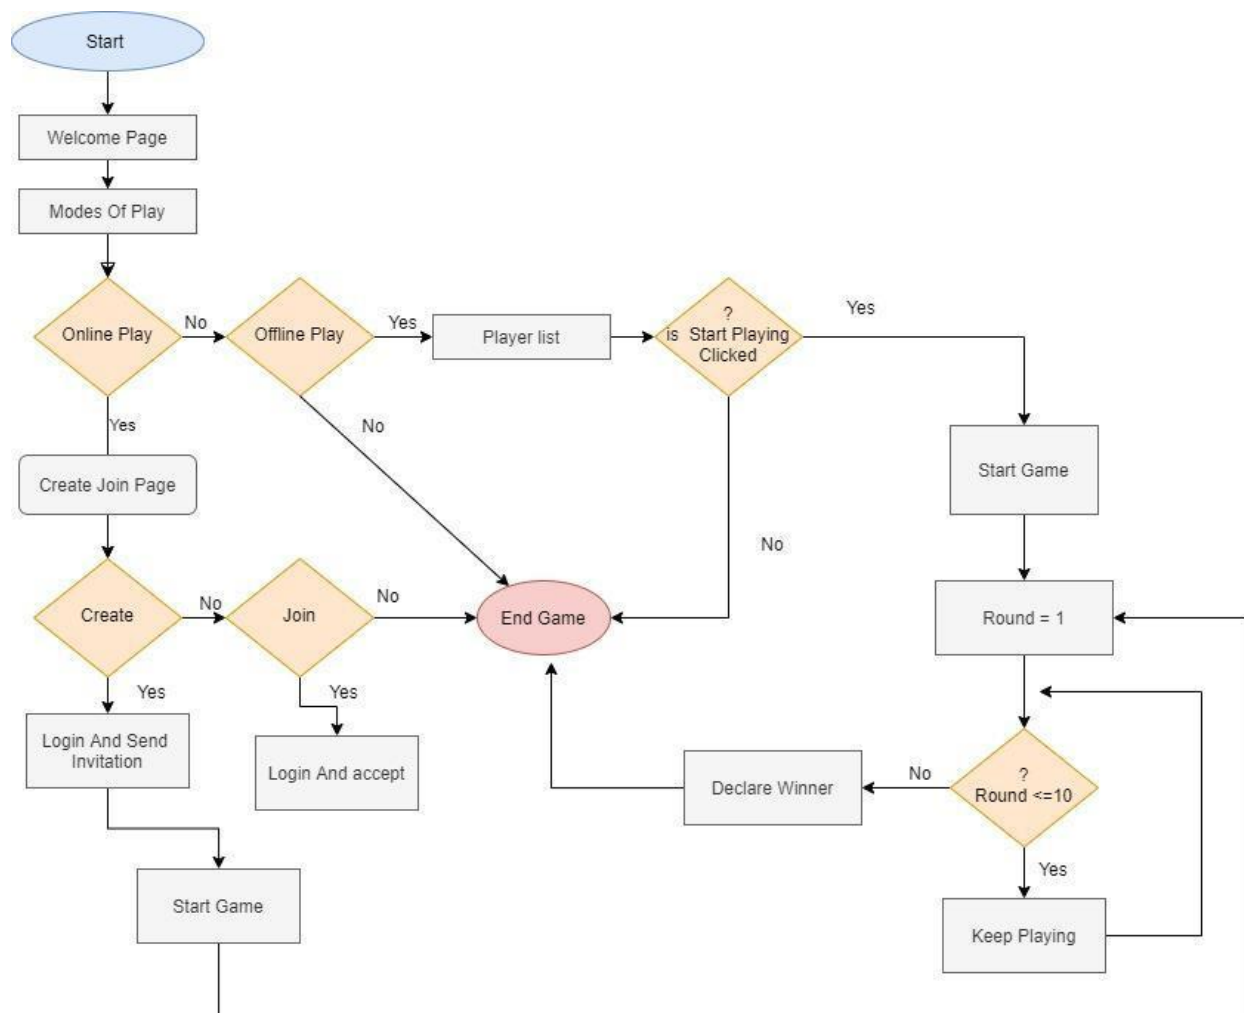 Start
Welcome Page
Modes Of Play
Online Play
No
Offline Play
Yes
Player list
?
is Start Playing
Clicked
Yes
Yes
No
Start Game
Create Join Page
No
Create
No
Join
No
End Game
Round = 1
Yes
Yes
Login And Send
Invitation
Login And accept
Declare Winner
No
?
Round <=10
Yes
Start Game
Keep Playing